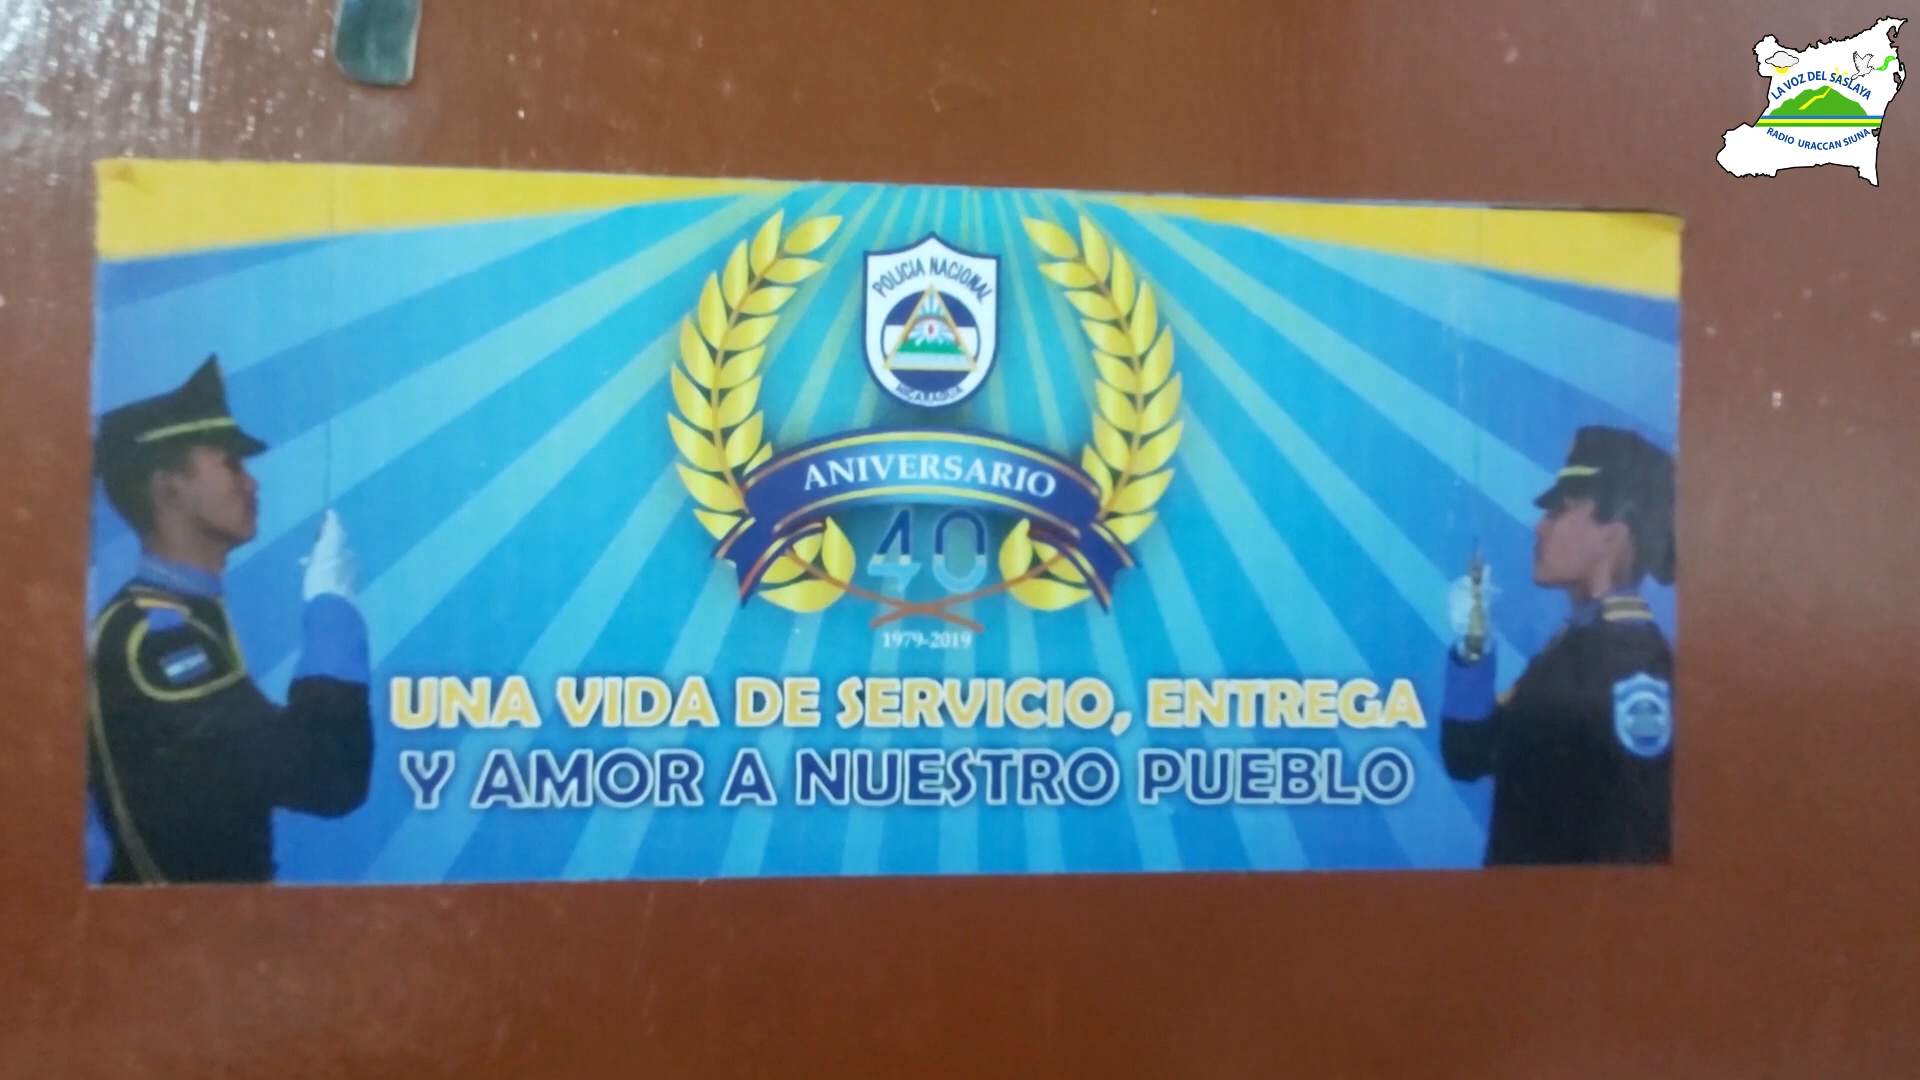 LA VOZ DEL SASLAYA
RADIO URACCAN SIUNA
POLICIA NACIONAL
NICARAGUA
ANIVERSARIO
40
1979-2019
UNA VIDA DE SERVICIO, ENTREGA
Y AMOR A NUESTRO PUEBLO